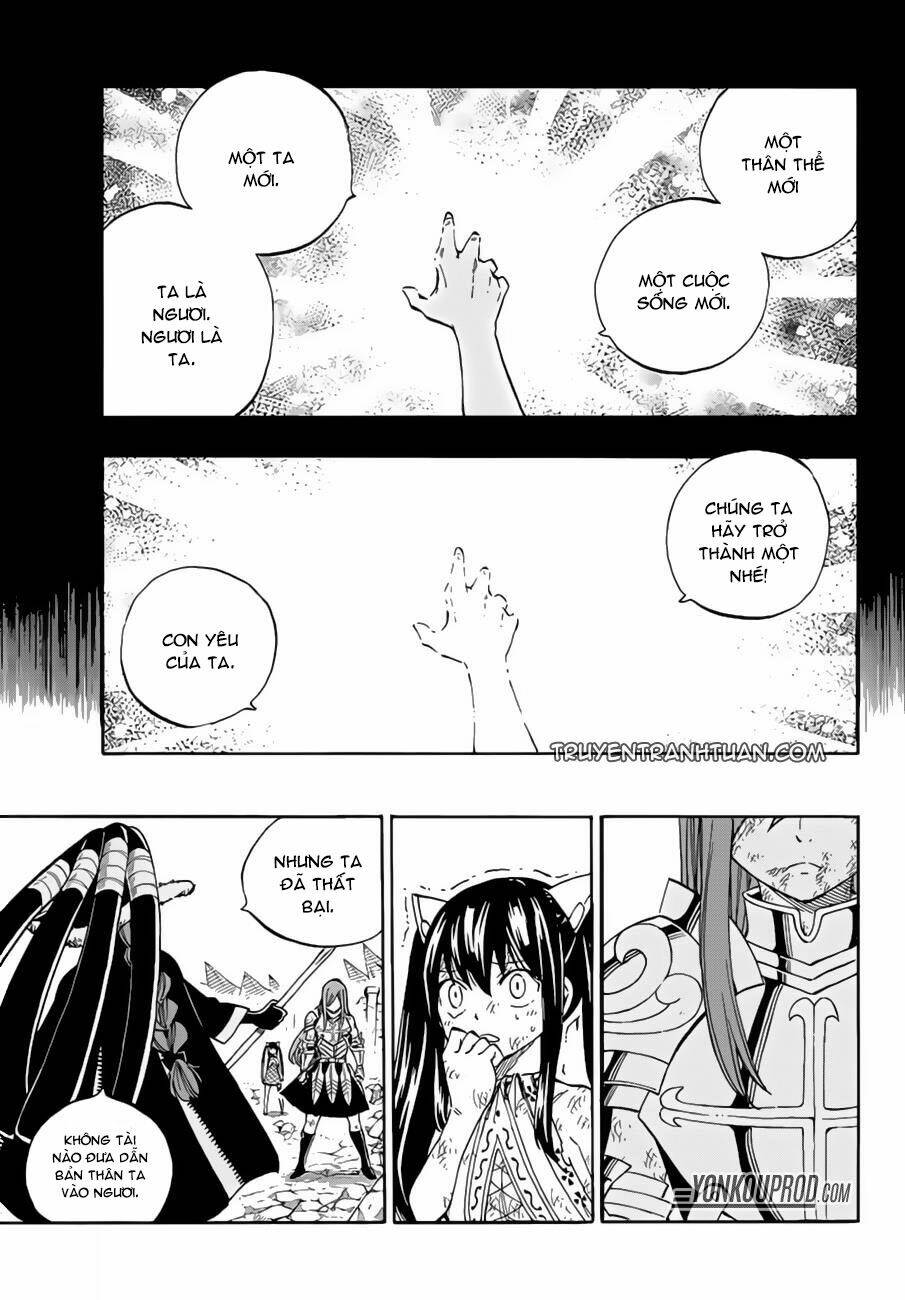 MỘT
THÂN THỂ
MỚI
MỘT CUỘC
SỐNG MỚI.
MỘT TA
MỚI.
TA LÀ
NGƯƠI.
NGƯƠI LÀ
TA.
CHÚNG TA
HÃY TRỞ
THÀNH MỘT
NHÉ!
CON YÊU
CỦA TA.
TRUYENTRANHTUAN.COM
NHƯNG TA
ĐÃ THẤT
BẠI.
KHÔNG TÀI
NÀO ĐƯA DẪN
BẢN THÂN TA
VÀO NGƯƠI.
YONKOUPROD.COM